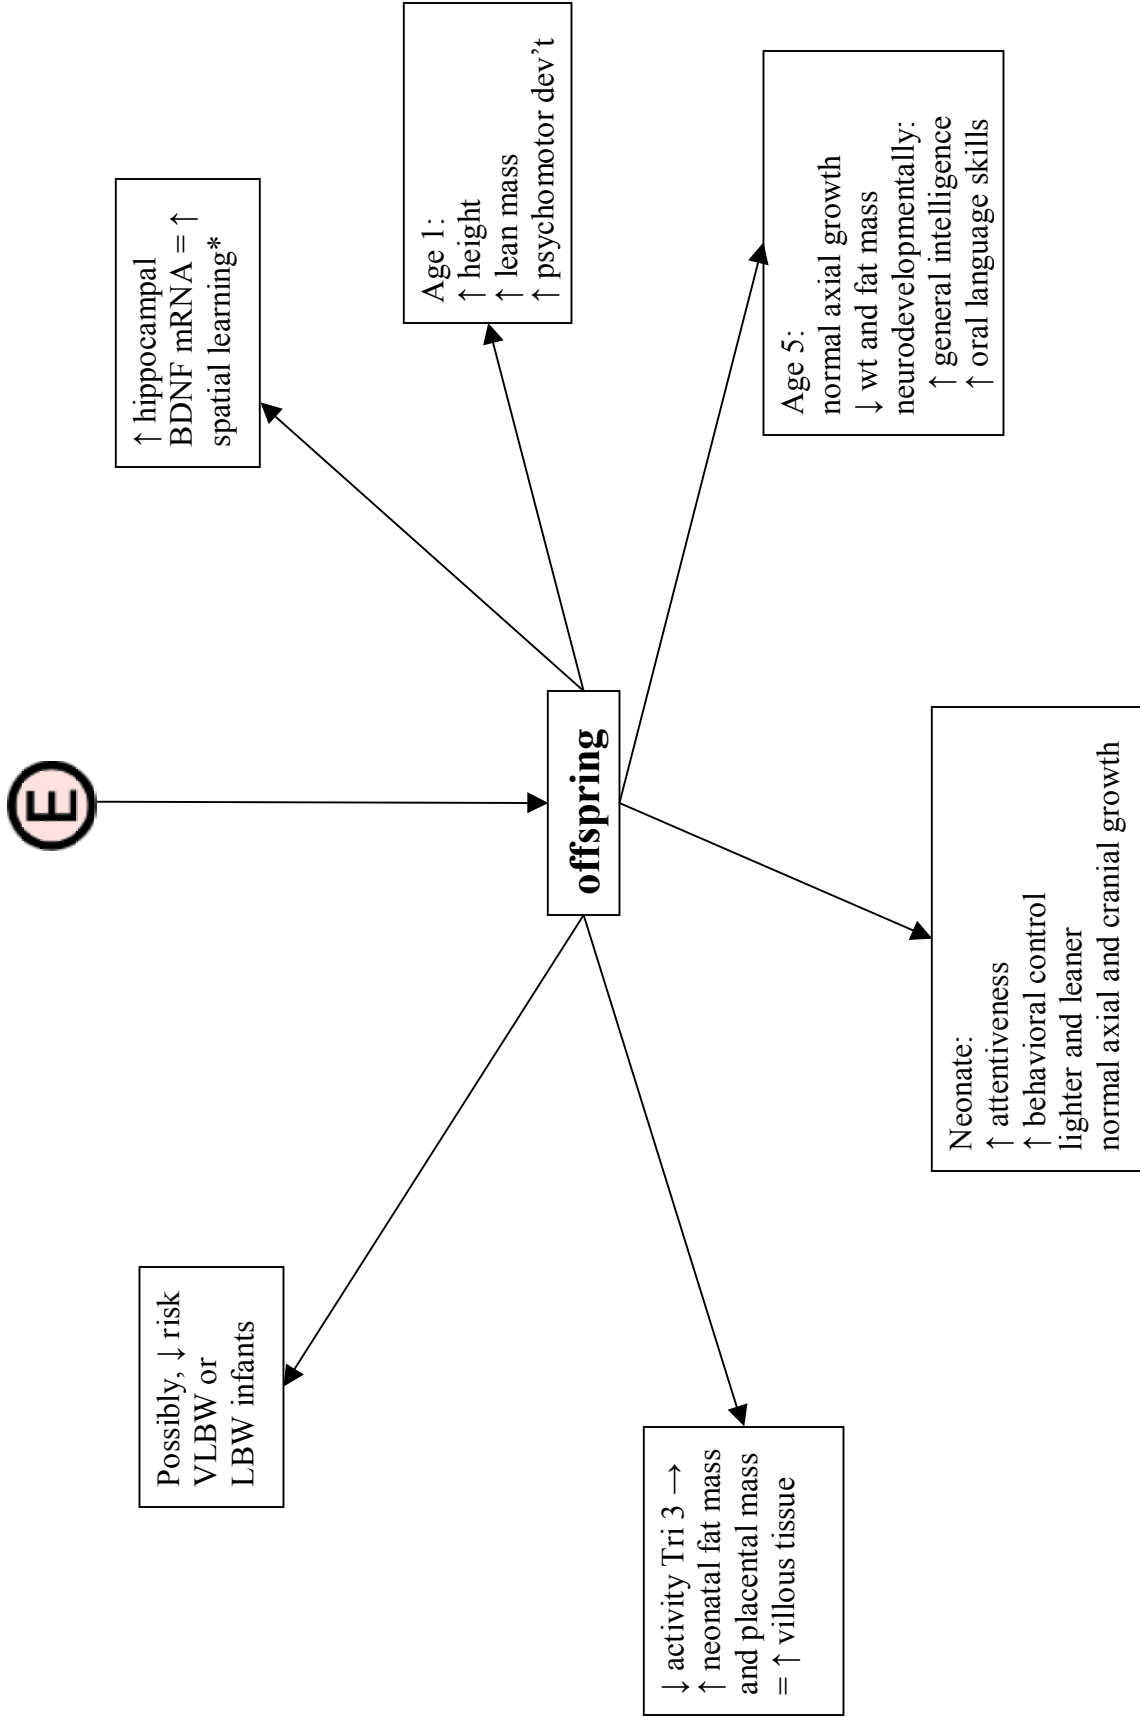 E
offspring
Possibly, ↓ risk
VLBW or
LBW infants
↑ hippocampal
BDNF mRNA = ↑
spatial learning*
Age 1:
↑ height
↑ lean mass
↑ psychomotor dev’t
Age 5:
normal axial growth
↓ wt and fat mass
neurodevelopmentally:
↑ general intelligence
↑ oral language skills
Neonate:
↑ attentiveness
↑ behavioral control
lighter and leaner
normal axial and cranial growth
↓ activity Tri 3 →
↑ neonatal fat mass
and placental mass
= ↑ villous tissue